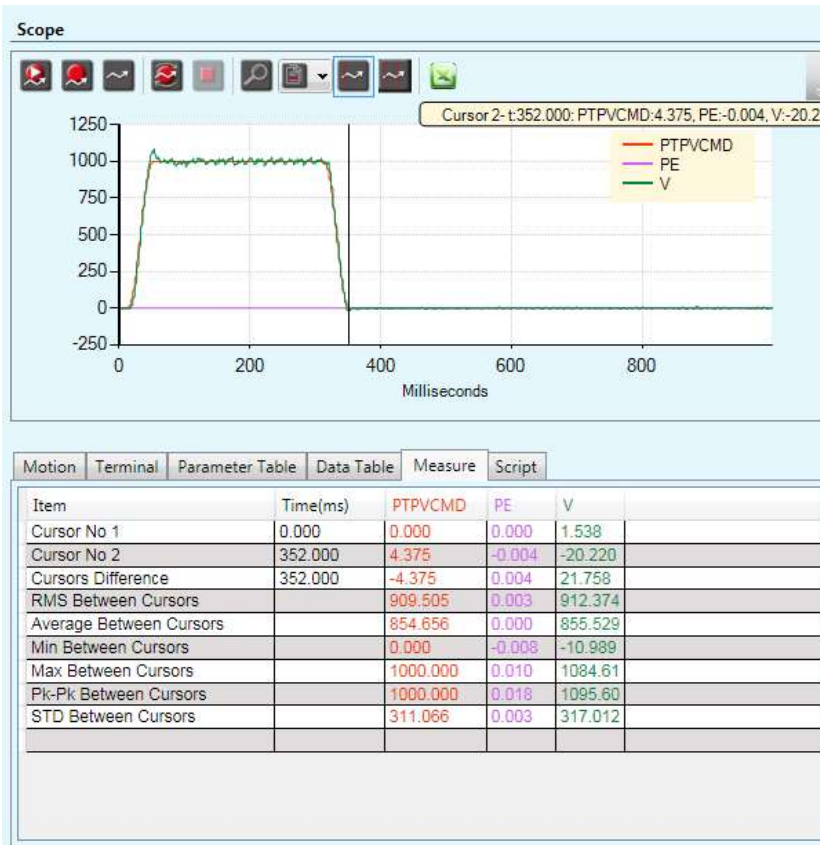 Scope
Cursor 2- t:352.000: PTPVCMD:4.375, PE:-0.004, V:-20.2
1250
1000
750
500
250
0
-250
PTPVCMD
PE
V
0 200 400 600 800
Milliseconds
Motion Terminal Parameter Table Data Table Measure Script
Item Time(ms) PTPVCMD PE V
Cursor No 1 0.000 0.000 0.000 1.538
Cursor No 2 352.000 4.375 -0.004 -20.220
Cursors Difference 352.000 -4.375 0.004 21.758
RMS Between Cursors 909.505 0.003 912.374
Average Between Cursors 854.656 0.000 855.529
Min Between Cursors 0.000 -0.008 -10.989
Max Between Cursors 1000.000 0.010 1084.61
Pk-Pk Between Cursors 1000.000 0.018 1095.60
STD Between Cursors 311.066 0.003 317.012